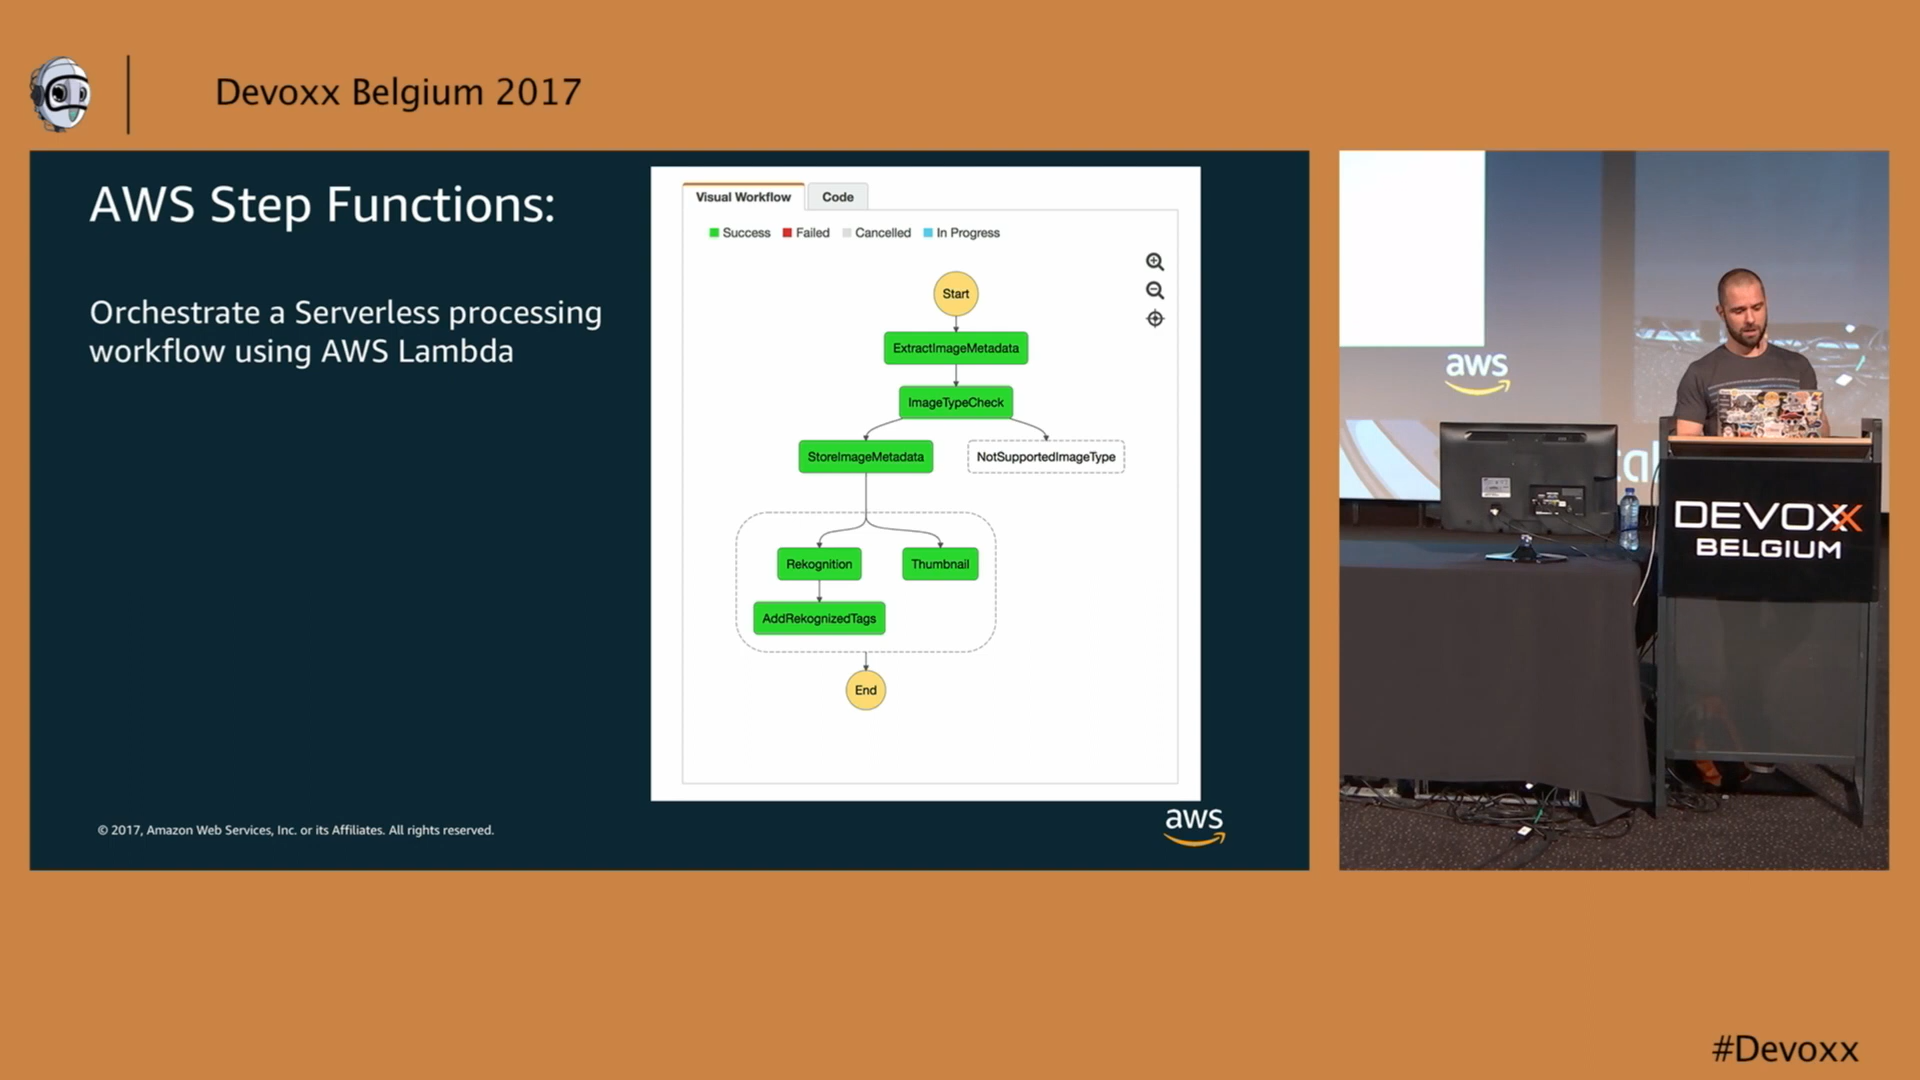 Devoxx Belgium 2017
AWS Step Functions:
Orchestrate a Serverless processing
workflow using AWS Lambda
Visual Workflow
Code
Success
Failed
Cancelled
In Progress
Start
ExtractImageMetadata
ImageTypeCheck
StoreImageMetadata
NotSupportedImageType
Rekognition
Thumbnail
AddRekognizedTags
End
© 2017, Amazon Web Services, Inc. or its Affiliates. All rights reserved.
aws
aws
DEVOXX
BELGIUM
#Devoxx